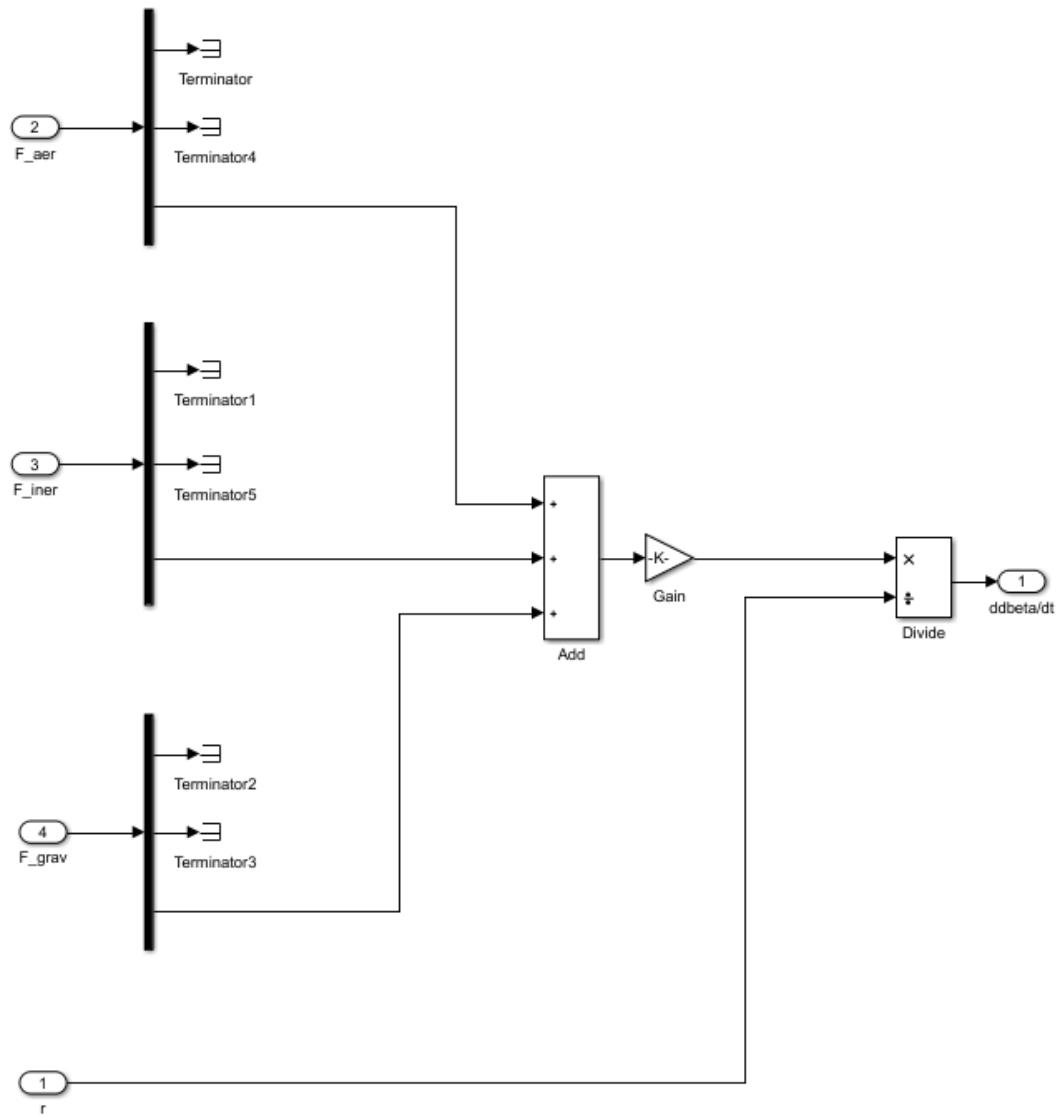 Terminator
2
F_aer
Terminator4
Terminator1
3
F_iner
Terminator5
+
+
+
Add
-K-
Gain
×
÷
Divide
1
ddbeta/dt
Terminator2
4
F_grav
Terminator3
1
r